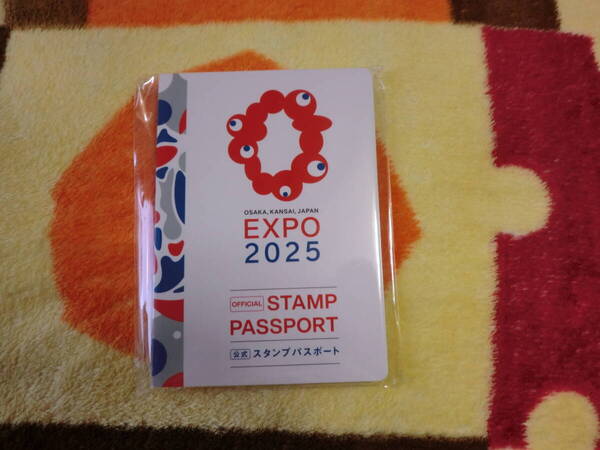 OSAKA, KANSAI, JAPAN
EXPO
2025
OFFICIAL STAMP
PASSPORT
公式 スタンプパスポート